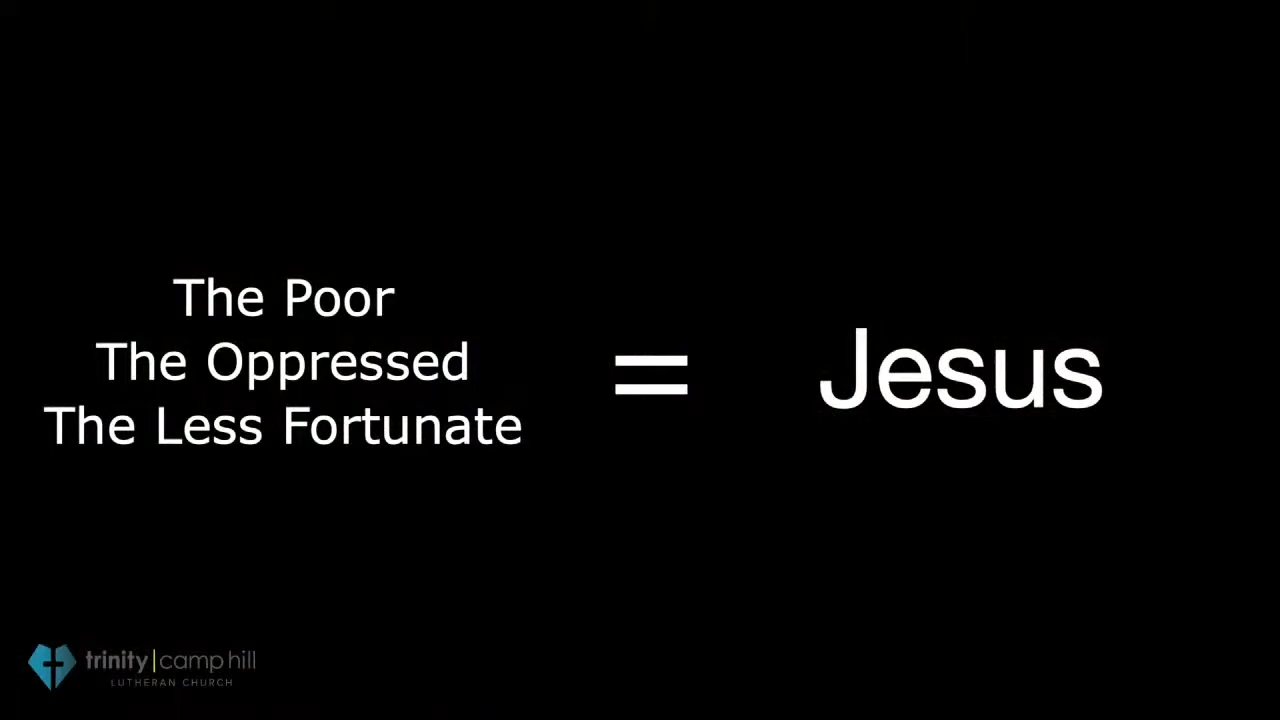 The Poor
The Oppressed
The Less Fortunate
=
Jesus
trinity|camp hill
LUTHERAN CHURCH